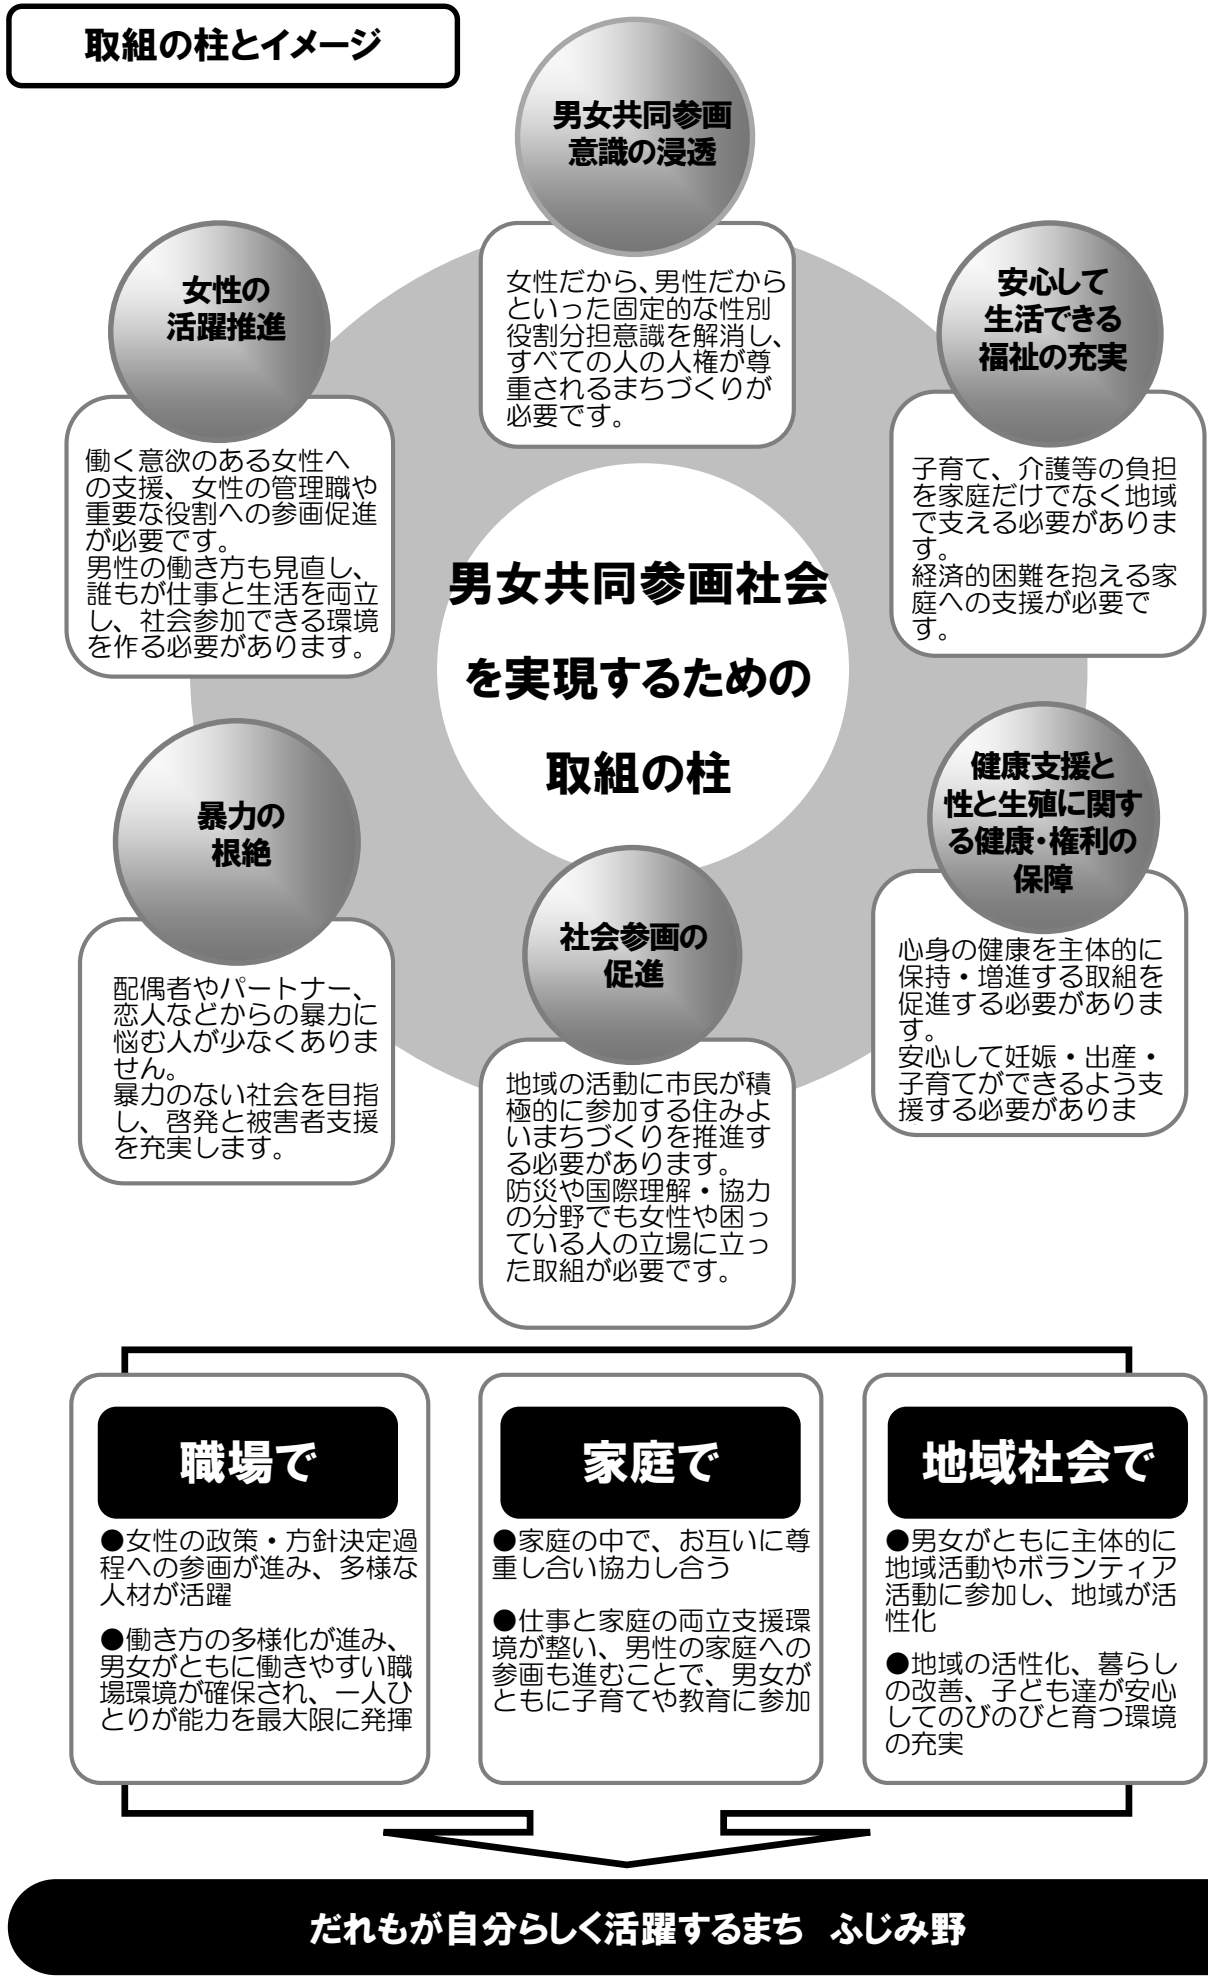 取組の柱とイメージ
男女共同参画
意識の浸透
女性だから、男性だから
といった固定的な性別
役割分担意識を解消し、
すべての人の人権が尊
重されるまちづくりが
必要です。
女性の
活躍推進
働く意欲のある女性へ
の支援、女性の管理職や
重要な役割への参画促進
が必要です。
男性の働き方も見直し、
誰もが仕事と生活を両立
し、社会参加できる環境
を作る必要があります。
安心して
生活できる
福祉の充実
子育て、介護等の負担
を家庭だけでなく地域
で支える必要がありま
す。
経済的困難を抱える家
庭への支援が必要で
す。
男女共同参画社会
を実現するための
取組の柱
暴力の
根絶
配偶者やパートナー、
恋人などからの暴力に
悩む人が少なくありま
せん。
暴力のない社会を目指
し、啓発と被害者支援
を充実します。
社会参画の
促進
地域の活動に市民が積
極的に参加する住みよ
いまちづくりを推進す
る必要があります。
防災や国際理解・協力
の分野でも女性や困っ
ている人の立場に立っ
た取組が必要です。
健康支援と
性と生殖に関す
る健康・権利の
保障
心身の健康を主体的に
保持・増進する取組を
促進する必要がありま
す。
安心して妊娠・出産・
子育てができるよう支
援する必要がありま
職場で
●女性の政策・方針決定過
程への参画が進み、多様な
人材が活躍
●働き方の多様化が進み、
男女がともに働きやすい職
場環境が確保され、一人ひ
とりが能力を最大限に発揮
家庭で
●家庭の中で、お互いに尊
重し合い協力し合う
●仕事と家庭の両立支援環
境が整い、男性の家庭への
参画も進むことで、男女が
ともに子育てや教育に参加
地域社会で
●男女がともに主体的に
地域活動やボランティア
活動に参加し、地域が活
性化
●地域の活性化、暮らし
の改善、子ども達が安心
してのびのびと育つ環境
の充実
だれもが自分らしく活躍するまち　ふじみ野